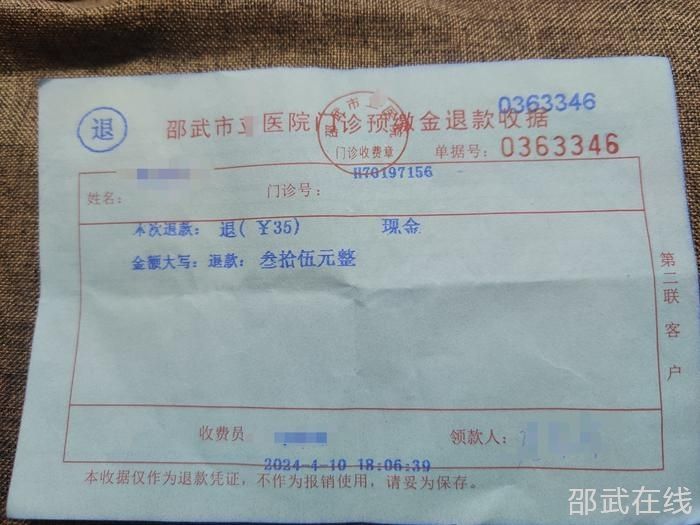 退
邵武市 医院门诊预缴金退款收据
0363346
门诊收费章
单据号: 0363346
姓名:
门诊号: H70197156
本次退款: 退(￥35) 现金
金额大写: 退款: 叁拾伍元整
第二联 客户
收费员
领款人:
2024-4-10 18:06:39
本收据仅作为退款凭证，不作为报销使用，请妥为保存。
邵武在线